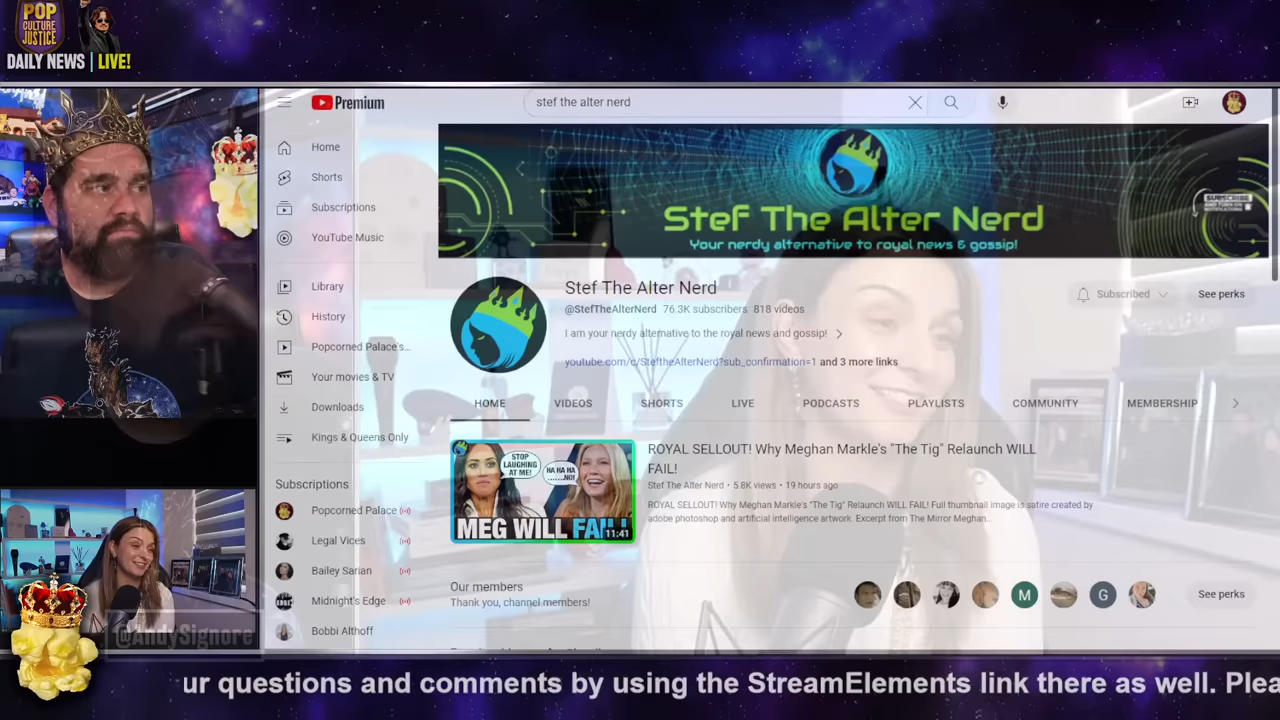 POP
CULTURE
JUSTICE
DAILY NEWS | LIVE!
Premium
stef the alter nerd
Home
Shorts
Subscriptions
YouTube Music
Library
History
Popcorned Palace's...
Your movies & TV
Downloads
Kings & Queens Only
Subscriptions
Popcorned Palace
Legal Vices
Bailey Sarian
Midnight's Edge
Bobbi Althoff
Stef The Alter Nerd
Your nerdy alternative to royal news & gossip!
SUBSCRIBE
AND TURN ON
NOTIFICATIONS
Stef The Alter Nerd
@StefTheAlterNerd 76.3K subscribers 818 videos
I am your nerdy alternative to the royal news and gossip!
youtube.com/c/SteftheAlterNerd?sub_confirmation=1 and 3 more links
Subscribed
See perks
HOME VIDEOS SHORTS LIVE PODCASTS PLAYLISTS COMMUNITY MEMBERSHIP
STOP
LAUGHING
AT ME!
HA HA HA
.......NO!
MEG WILL FAIL!
11:41
ROYAL SELLOUT! Why Meghan Markle's "The Tig" Relaunch WILL
FAIL!
Stef The Alter Nerd • 5.8K views • 19 hours ago
ROYAL SELLOUT! Why Meghan Markle's "The Tig" Relaunch WILL FAIL! Full thumbnail image is satire created by
adobe photoshop and artificial intelligence artwork. Excerpt from The Mirror Meghan...
Our members
Thank you, channel members!
M
G
See perks
@AndySignore
ur questions and comments by using the StreamElements link there as well. Plea